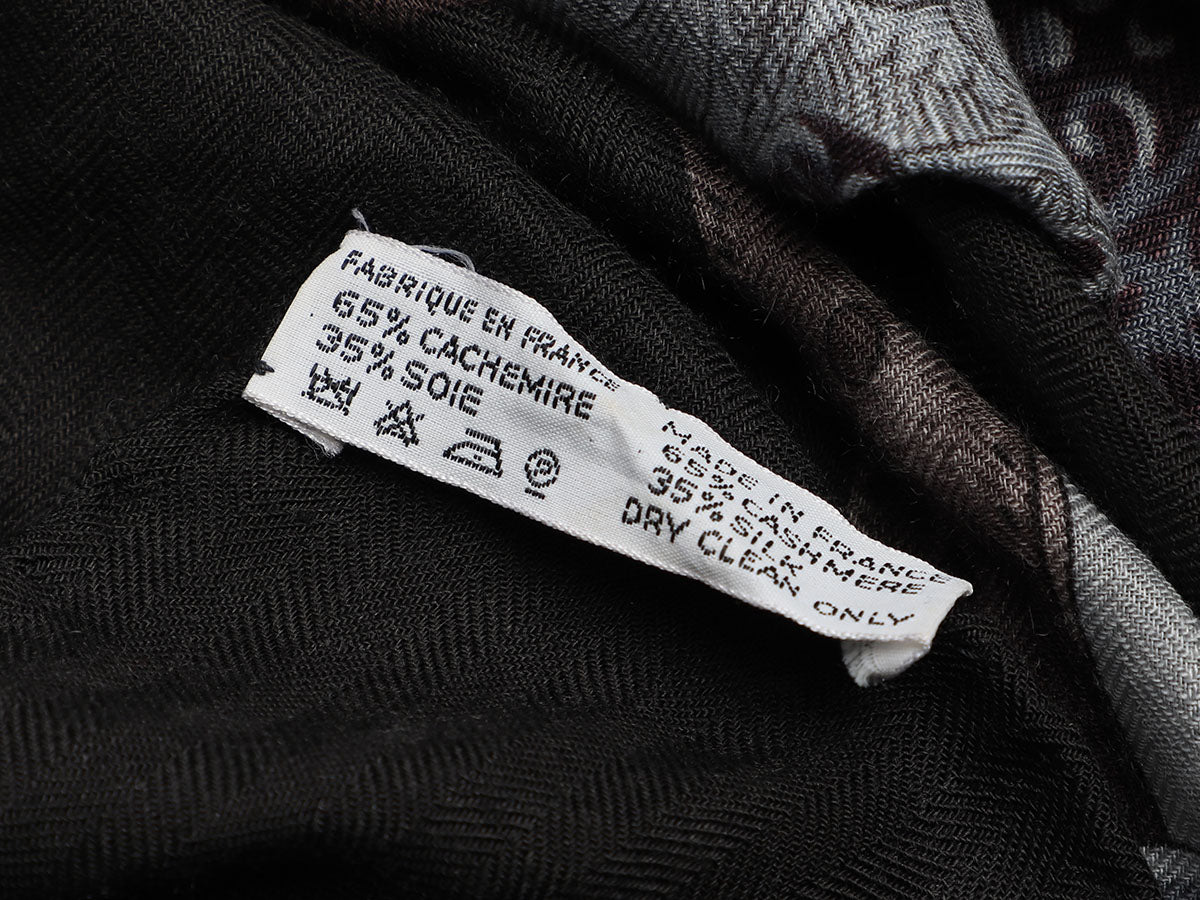 FABRIQUE EN FRANCE
65% CACHEMIRE
35% SOIE
P
MADE IN FRANCE
65% CASHMERE
35% SILK
DRY CLEAN ONLY